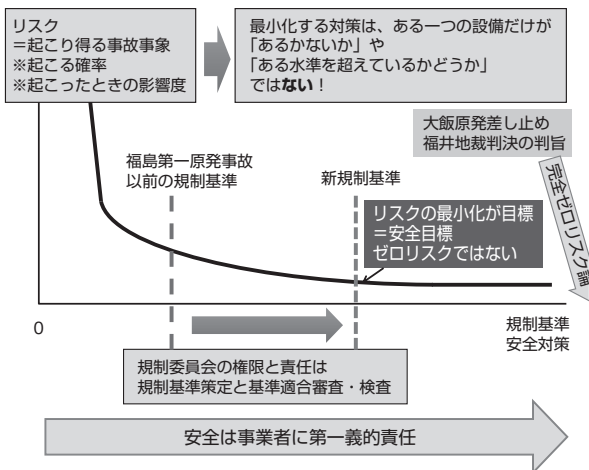 リスク
＝起こり得る事故事象
※起こる確率
※起こったときの影響度
最小化する対策は、ある一つの設備だけが
「あるかないか」や
「ある水準を超えているかどうか」
ではない！
大飯原発差し止め
福井地裁判決の判旨
完全ゼロリスク論
福島第一原発事故
以前の規制基準
新規制基準
リスクの最小化が目標
＝安全目標
ゼロリスクではない
0
規制基準
安全対策
規制委員会の権限と責任は
規制基準策定と基準適合審査・検査
安全は事業者に第一義的責任